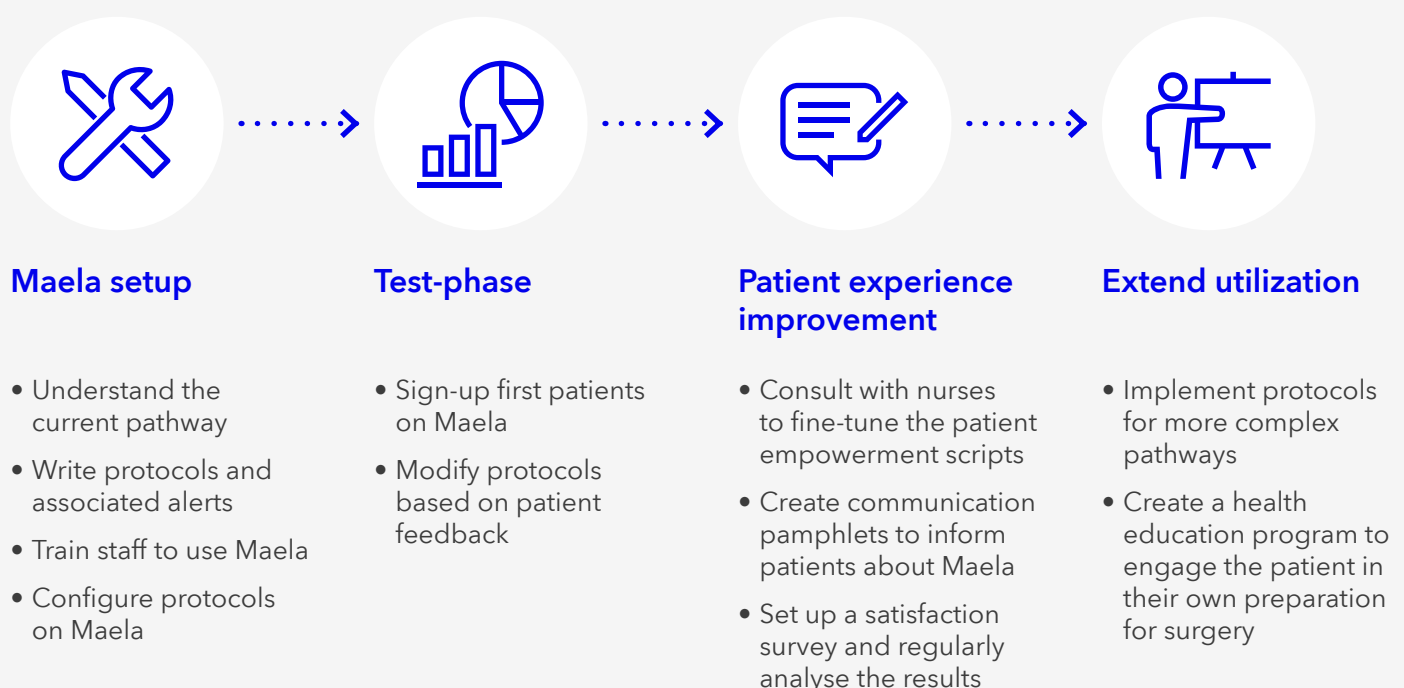 Maela setup
• Understand the
current pathway
• Write protocols and
associated alerts
• Train staff to use Maela
• Configure protocols
on Maela
Test-phase
• Sign-up first patients
on Maela
• Modify protocols
based on patient
feedback
Patient experience
improvement
• Consult with nurses
to fine-tune the patient
empowerment scripts
• Create communication
pamphlets to inform
patients about Maela
• Set up a satisfaction
survey and regularly
analyse the results
Extend utilization
• Implement protocols
for more complex
pathways
• Create a health
education program to
engage the patient in
their own preparation
for surgery